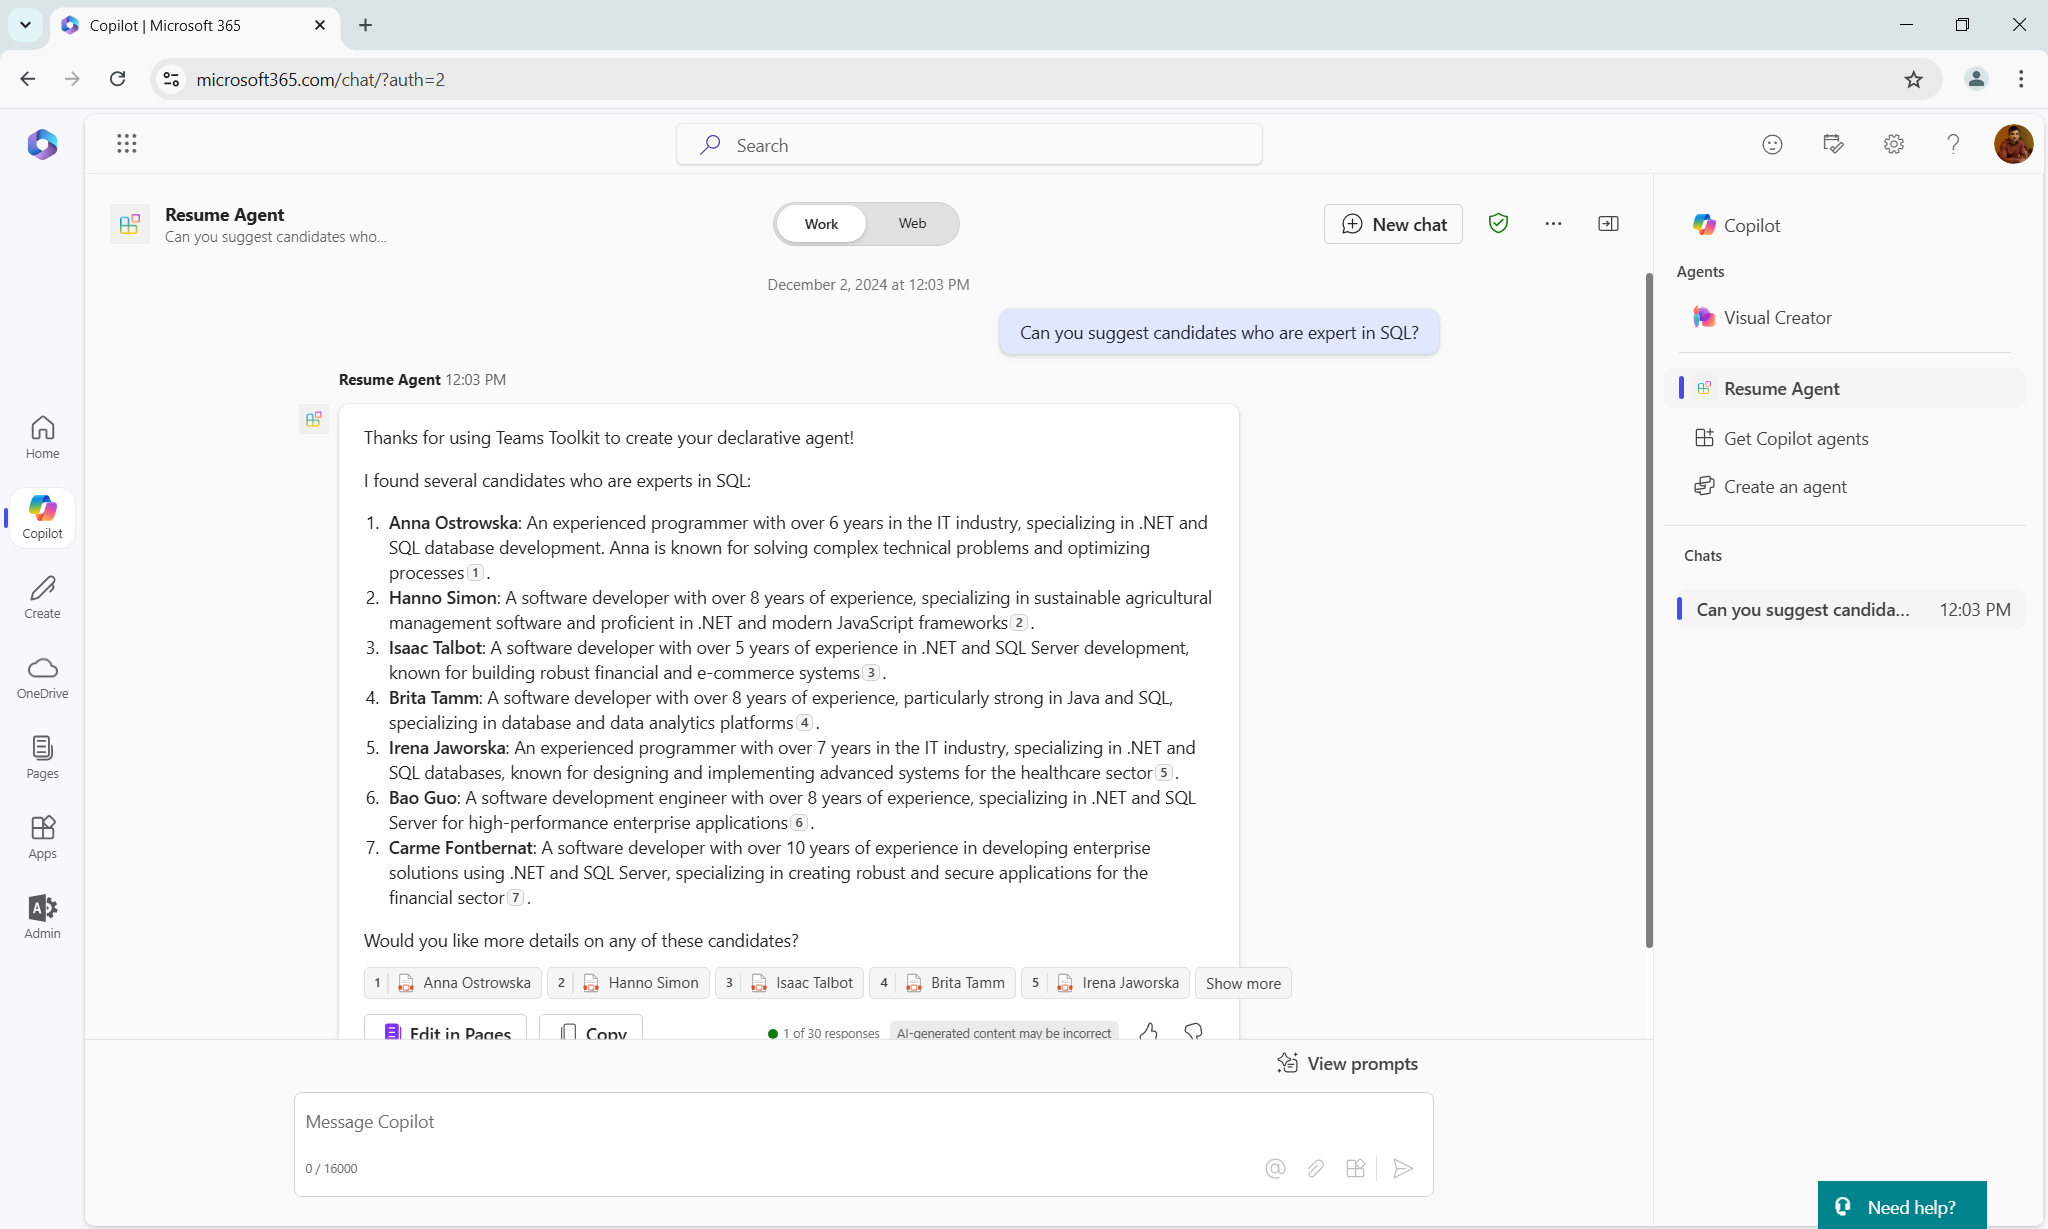 Copilot | Microsoft 365
microsoft365.com/chat/?auth=2
Search
Resume Agent
Can you suggest candidates who...
Work
Web
New chat
December 2, 2024 at 12:03 PM
Can you suggest candidates who are expert in SQL?
Resume Agent 12:03 PM
Thanks for using Teams Toolkit to create your declarative agent!
I found several candidates who are experts in SQL:
1. Anna Ostrowska: An experienced programmer with over 6 years in the IT industry, specializing in .NET and
SQL database development. Anna is known for solving complex technical problems and optimizing
processes 1 .
2. Hanno Simon: A software developer with over 8 years of experience, specializing in sustainable agricultural
management software and proficient in .NET and modern JavaScript frameworks 2 .
3. Isaac Talbot: A software developer with over 5 years of experience in .NET and SQL Server development,
known for building robust financial and e-commerce systems 3 .
4. Brita Tamm: A software developer with over 8 years of experience, particularly strong in Java and SQL,
specializing in database and data analytics platforms 4 .
5. Irena Jaworska: An experienced programmer with over 7 years in the IT industry, specializing in .NET and
SQL databases, known for designing and implementing advanced systems for the healthcare sector 5 .
6. Bao Guo: A software development engineer with over 8 years of experience, specializing in .NET and SQL
Server for high-performance enterprise applications 6 .
7. Carme Fontbernat: A software developer with over 10 years of experience in developing enterprise
solutions using .NET and SQL Server, specializing in creating robust and secure applications for the
financial sector 7 .
Would you like more details on any of these candidates?
1 Anna Ostrowska
2 Hanno Simon
3 Isaac Talbot
4 Brita Tamm
5 Irena Jaworska
Show more
Edit in Pages
Copy
1 of 30 responses
AI-generated content may be incorrect
View prompts
Message Copilot
0 / 16000
Home
Copilot
Create
OneDrive
Pages
Apps
Admin
Copilot
Agents
Visual Creator
Resume Agent
Get Copilot agents
Create an agent
Chats
Can you suggest candida... 12:03 PM
Need help?